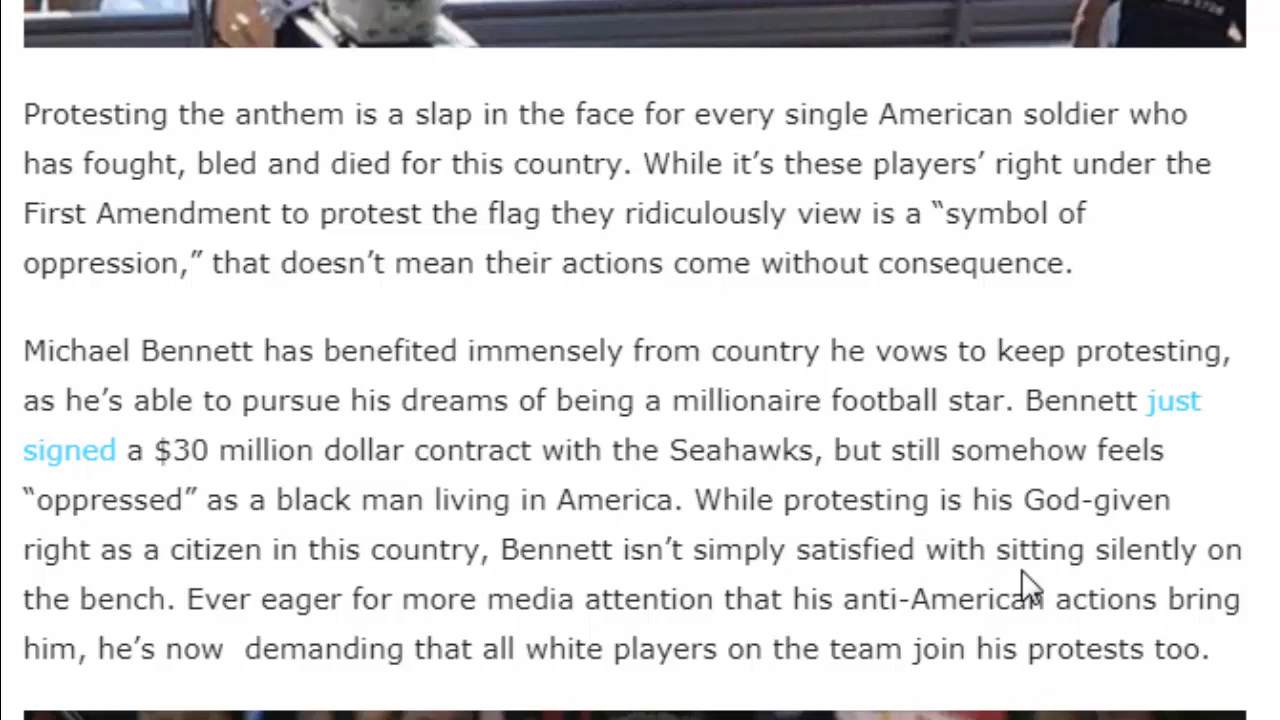 Protesting the anthem is a slap in the face for every single American soldier who
has fought, bled and died for this country. While it’s these players’ right under the
First Amendment to protest the flag they ridiculously view is a “symbol of
oppression,” that doesn’t mean their actions come without consequence.
Michael Bennett has benefited immensely from country he vows to keep protesting,
as he’s able to pursue his dreams of being a millionaire football star. Bennett just
signed a $30 million dollar contract with the Seahawks, but still somehow feels
“oppressed” as a black man living in America. While protesting is his God-given
right as a citizen in this country, Bennett isn’t simply satisfied with sitting silently on
the bench. Ever eager for more media attention that his anti-American actions bring
him, he’s now  demanding that all white players on the team join his protests too.